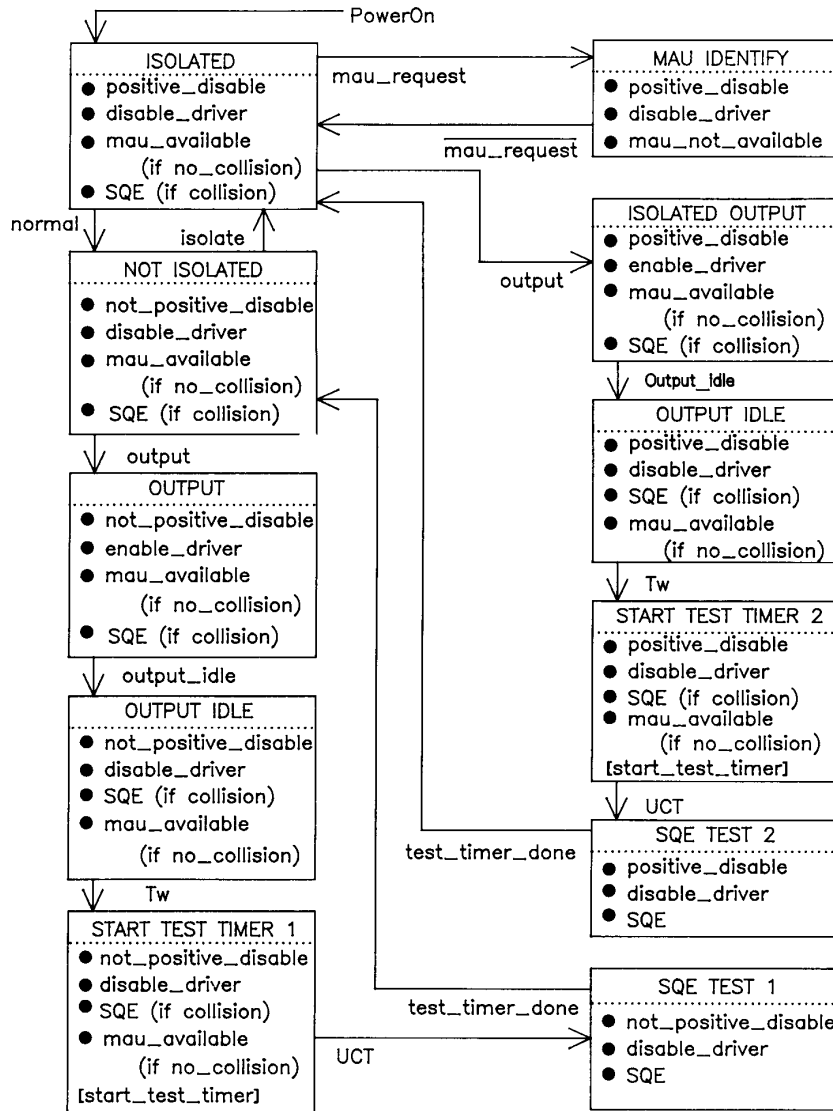 PowerOn
ISOLATED
● positive_disable
● disable_driver
● mau_available
(if no_collision)
● SQE (if collision)
mau_request
MAU IDENTIFY
● positive_disable
● disable_driver
● mau_not_available
mau_request
normal
isolate
output
NOT ISOLATED
● not_positive_disable
● disable_driver
● mau_available
(if no_collision)
● SQE (if collision)
output
OUTPUT
● not_positive_disable
● enable_driver
● mau_available
(if no_collision)
● SQE (if collision)
output_idle
OUTPUT IDLE
● not_positive_disable
● disable_driver
● SQE (if collision)
● mau_available
(if no_collision)
Tw
START TEST TIMER 1
● not_positive_disable
● disable_driver
● SQE (if collision)
● mau_available
(if no_collision)
[start_test_timer]
UCT
ISOLATED OUTPUT
● positive_disable
● enable_driver
● mau_available
(if no_collision)
● SQE (if collision)
Output_idle
OUTPUT IDLE
● positive_disable
● disable_driver
● SQE (if collision)
● mau_available
(if no_collision)
Tw
START TEST TIMER 2
● positive_disable
● disable_driver
● SQE (if collision)
● mau_available
(if no_collision)
[start_test_timer]
UCT
SQE TEST 2
● positive_disable
● disable_driver
● SQE
test_timer_done
SQE TEST 1
● not_positive_disable
● disable_driver
● SQE
test_timer_done